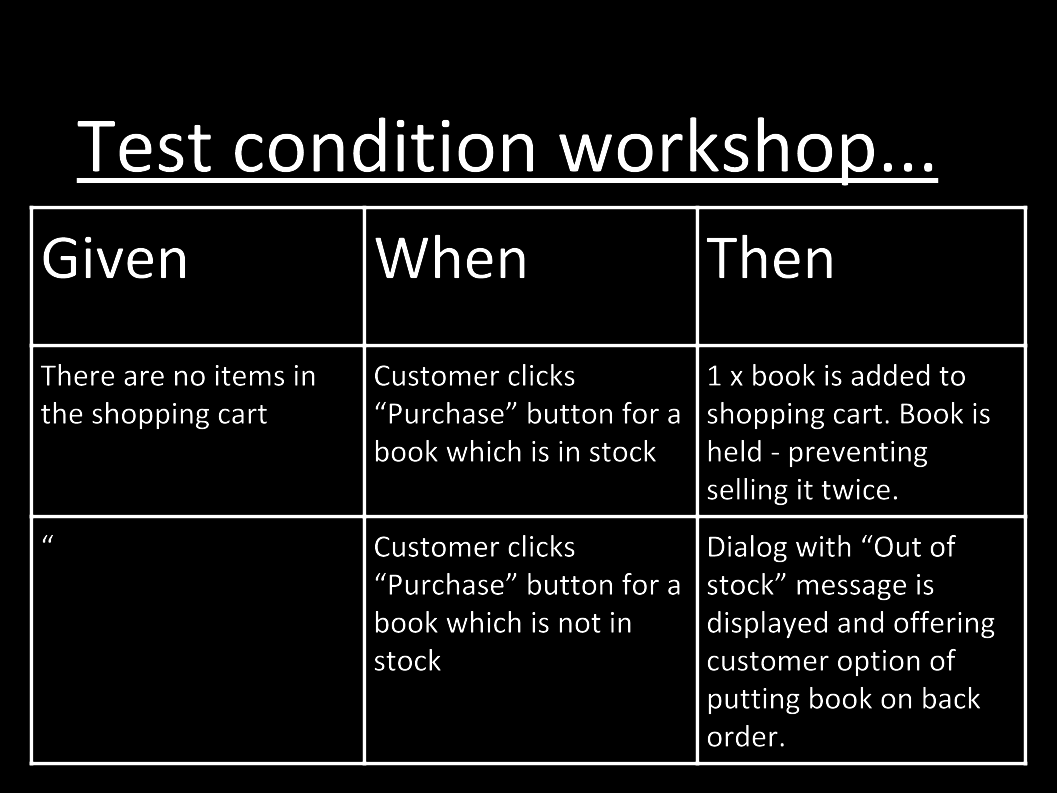 Test condition workshop...
Given
When
Then
There are no items in
the shopping cart
Customer clicks
“Purchase” button for a
book which is in stock
1 x book is added to
shopping cart. Book is
held - preventing
selling it twice.
“
Customer clicks
“Purchase” button for a
book which is not in
stock
Dialog with “Out of
stock” message is
displayed and offering
customer option of
putting book on back
order.